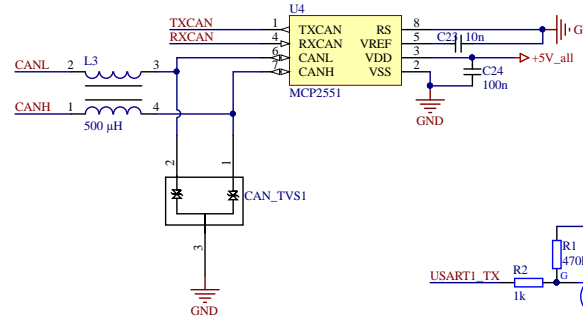 U4
TXCAN 1 TXCAN RS 8 G
RXCAN 4 RXCAN VREF 5 C23 10n
6 CANL VDD 3 +5V_all
7 CANH VSS 2 C24
MCP2551 100n
GND
CANL 2 L3 3
CANH 1 4
500 µH
2 1
CAN_TVS1
3
GND
R1
470k
USART1_TX R2 G
1k